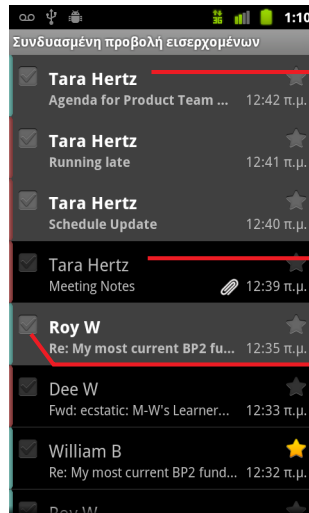 3G
1:10
Συνδυασμένη προβολή εισερχομένων
Tara Hertz
Agenda for Product Team ... 12:42 π.μ.
Tara Hertz
Running late 12:41 π.μ.
Tara Hertz
Schedule Update 12:40 π.μ.
Tara Hertz
Meeting Notes 12:39 π.μ.
Roy W
Re: My most current BP2 fu... 12:35 π.μ.
Dee W
Fwd: ecstatic: M-W's Learner... 12:33 π.μ.
William B
Re: My most current BP2 fund... 12:32 π.μ.
Roy W